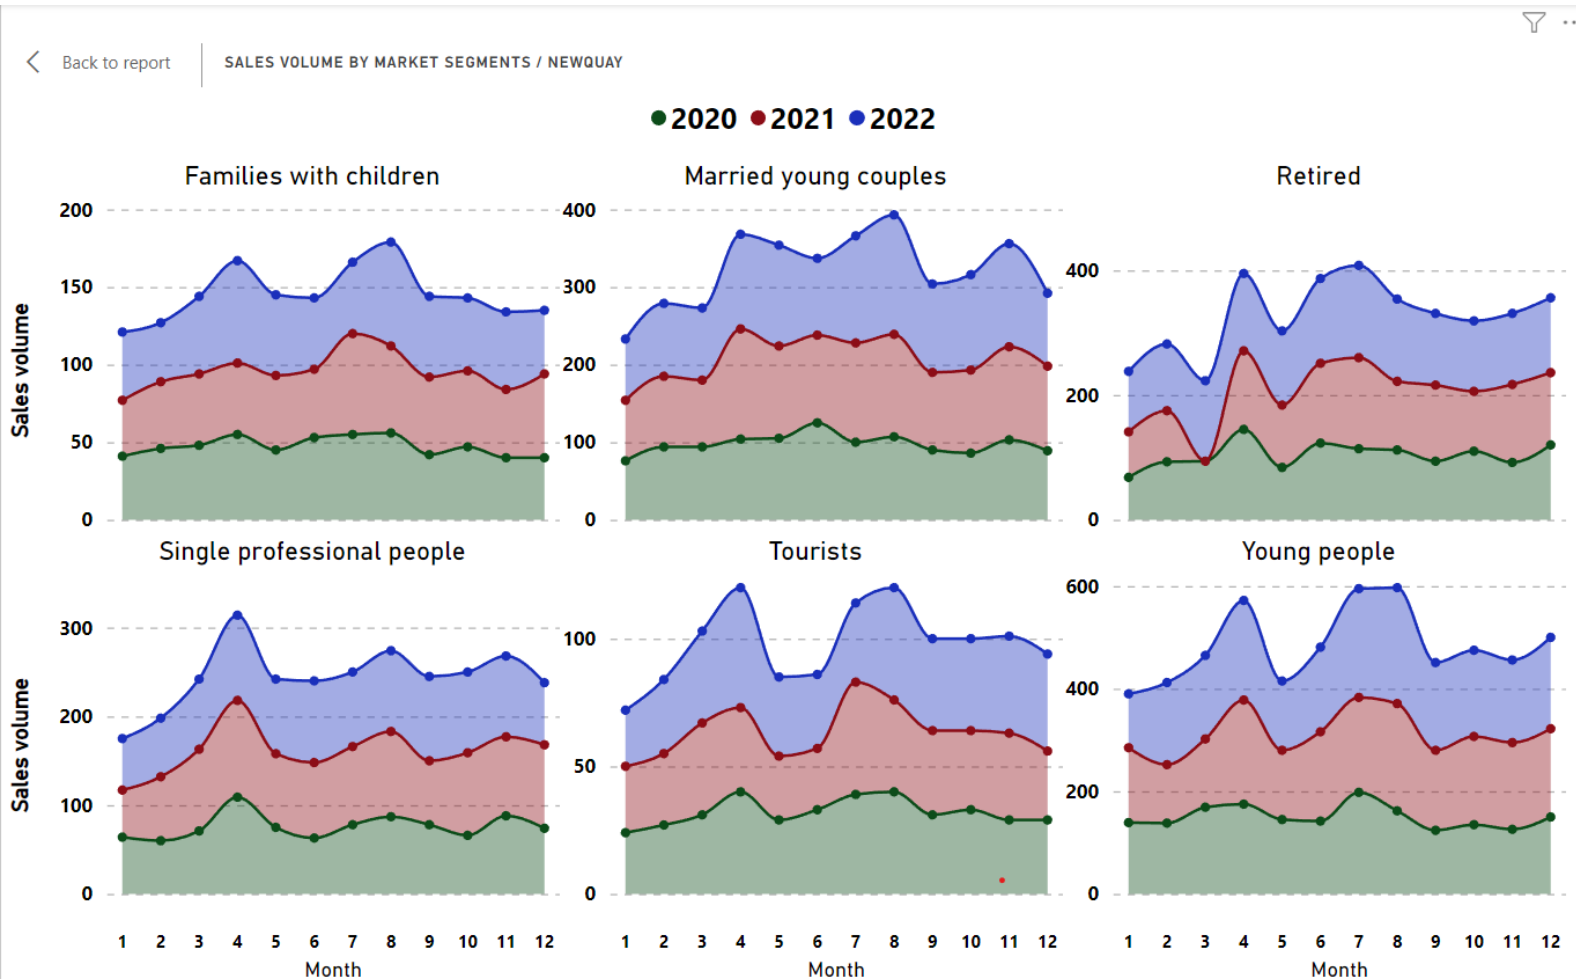 Back to report
SALES VOLUME BY MARKET SEGMENTS / NEWQUAY
2020 2021 2022
Families with children
Married young couples
Retired
200
150
100
50
0
400
300
200
100
0
400
200
0
Sales volume
Single professional people
Tourists
Young people
300
200
100
0
100
50
0
600
400
200
0
Sales volume
1 2 3 4 5 6 7 8 9 10 11 12
1 2 3 4 5 6 7 8 9 10 11 12
1 2 3 4 5 6 7 8 9 10 11 12
Month
Month
Month